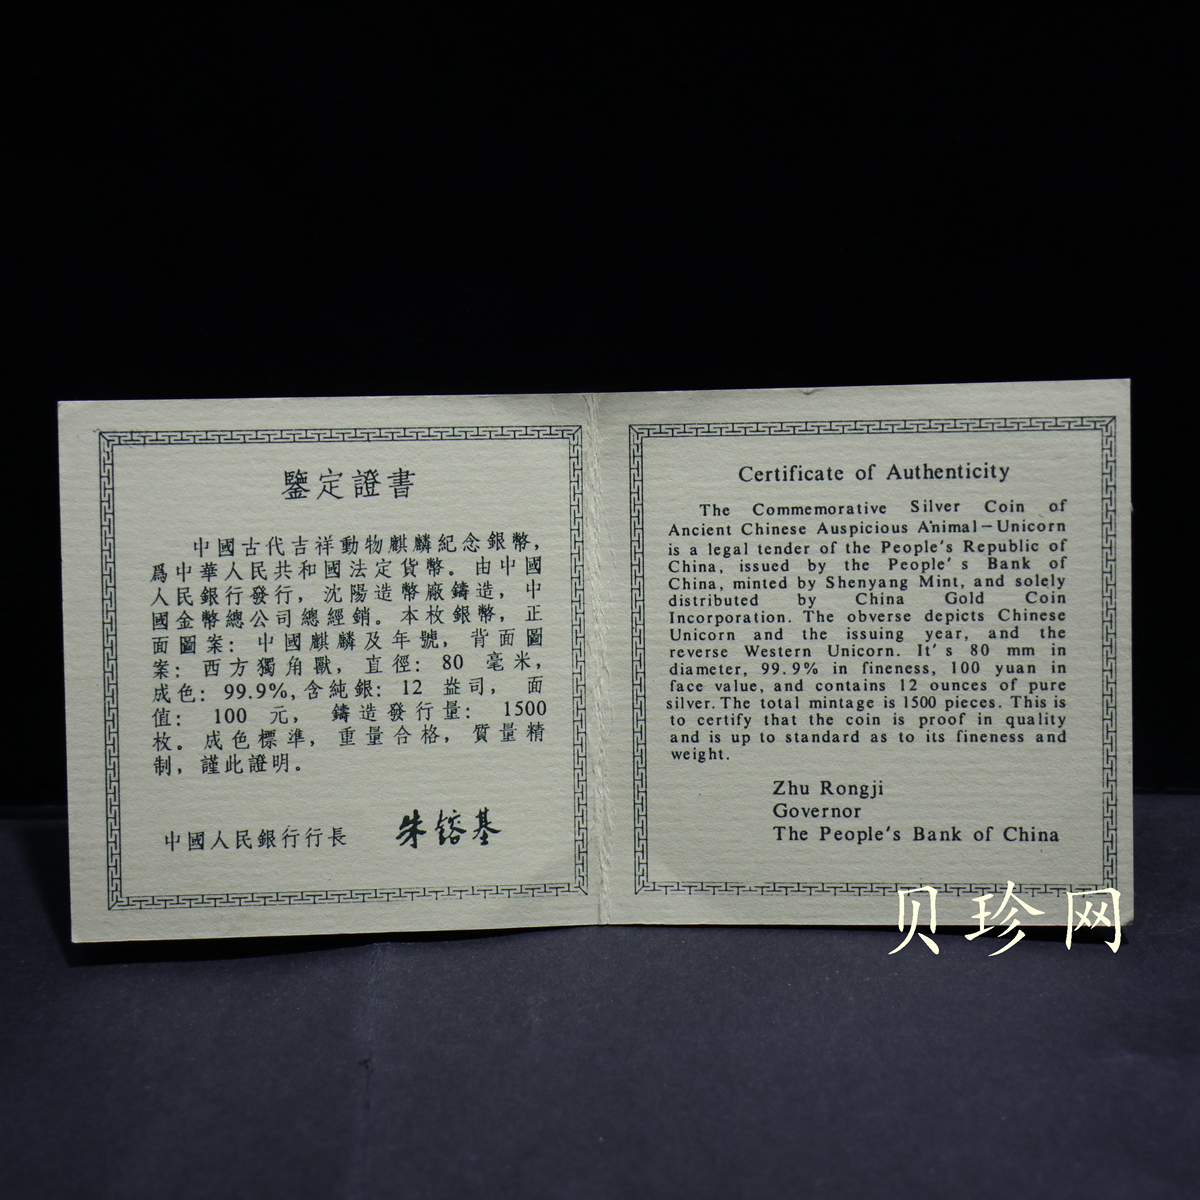 鑒定證書
中國古代吉祥動物麒麟紀念銀幣，
爲中華人民共和國法定貨幣。由中國
人民銀行發行，沈陽造幣廠鑄造，中
國金幣總公司總經銷。本枚銀幣，正
面圖案：中國麒麟及年號，背面圖
案：西方獨角獸，直徑：80 毫米，
成色：99.9%，含純銀：12 盎司，面
值：100 元，鑄造發行量：1500
枚。成色標準，重量合格，質量精
制，謹此證明。
中國人民銀行行長 朱鎔基
Certificate of Authenticity
The Commemorative Silver Coin of
Ancient Chinese Auspicious Animal－Unicorn
is a legal tender of the People's Republic of
China, issued by the People's Bank of
China, minted by Shenyang Mint, and solely
distributed by China Gold Coin
Incorporation. The obverse depicts Chinese
Unicorn and the issuing year, and the
reverse Western Unicorn. It's 80 mm in
diameter, 99.9% in fineness, 100 yuan in
face value, and contains 12 ounces of pure
silver. The total mintage is 1500 pieces. This is
to certify that the coin is proof in quality
and is up to standard as to its fineness and
weight.
Zhu Rongji
Governor
The People's Bank of China
贝珍网